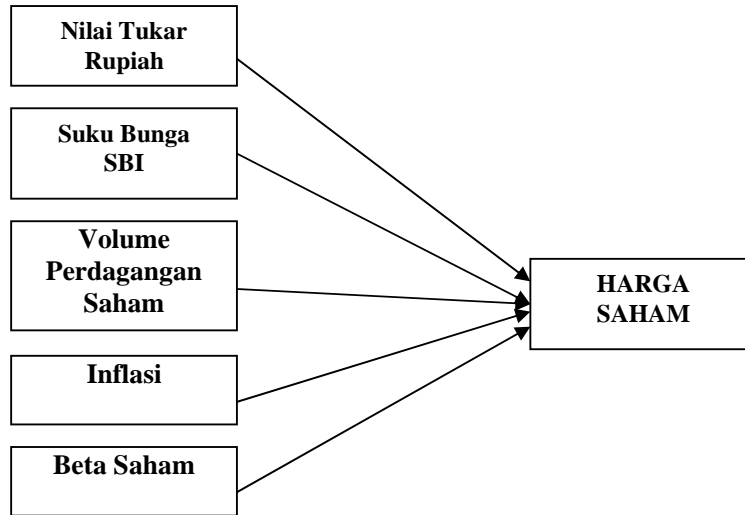 Nilai Tukar
Rupiah
Suku Bunga
SBI
Volume
Perdagangan
Saham
Inflasi
Beta Saham
HARGA
SAHAM